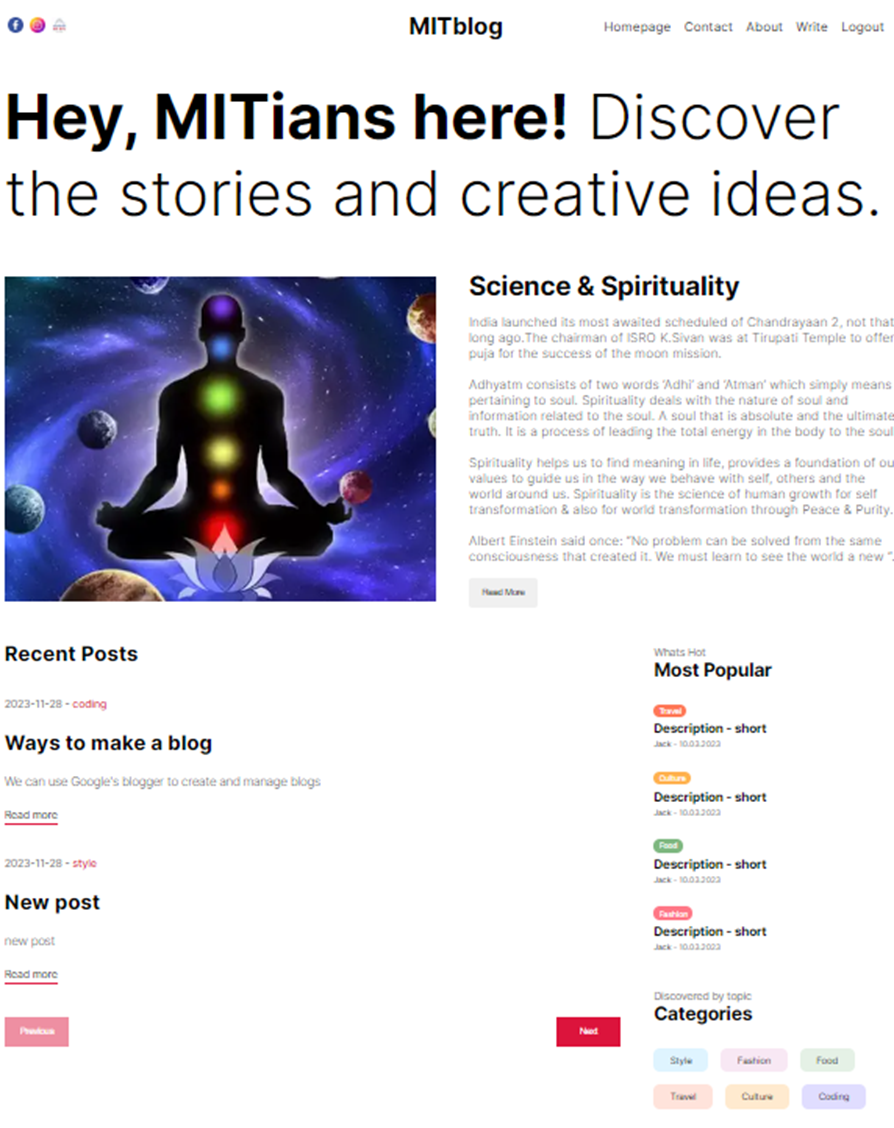 MITblog
Homepage Contact About Write Logout
Hey, MITians here! Discover
the stories and creative ideas.
Science & Spirituality
India launched its most awaited scheduled of Chandrayaan 2, not that
long ago.The chairman of ISRO K.Sivan was at Tirupati Temple to offer
puja for the success of the moon mission.
Adhyatm consists of two words 'Adhi' and 'Atman' which simply means
pertaining to soul. Spirituality deals with the nature of soul and
information related to the soul. A soul that is absolute and the ultimate
truth. It is a process of leading the total energy in the body to the soul
Spirituality helps us to find meaning in life, provides a foundation of ou
values to guide us in the way we behave with self, others and the
world around us. Spirituality is the science of human growth for self
transformation & also for world transformation through Peace & Purity.
Albert Einstein said once: "No problem can be solved from the same
consciousness that created it. We must learn to see the world a new ".
Read More
Recent Posts
2023-11-28 - coding
Ways to make a blog
We can use Google's blogger to create and manage blogs
Read more
2023-11-28 - style
New post
new post
Read more
Previous
Next
Whats Hot
Most Popular
Travel
Description - short
Jack - 10.03.2023
Culture
Description - short
Jack - 10.03.2023
Food
Description - short
Jack - 10.03.2023
Fashion
Description - short
Jack - 10.03.2023
Discovered by topic
Categories
Style Fashion Food
Travel Culture Coding